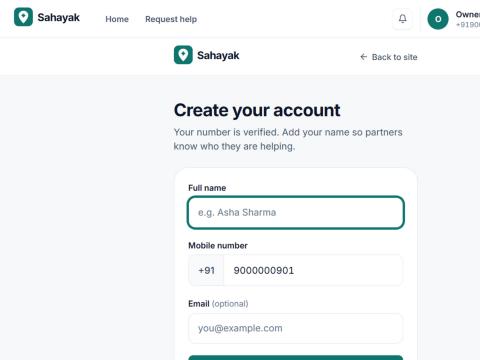 Sahayak
Home
Request help
O
Owner
Sahayak
← Back to site
Create your account
Your number is verified. Add your name so partners
know who they are helping.
Full name
e.g. Asha Sharma
Mobile number
+91
9000000901
Email (optional)
you@example.com